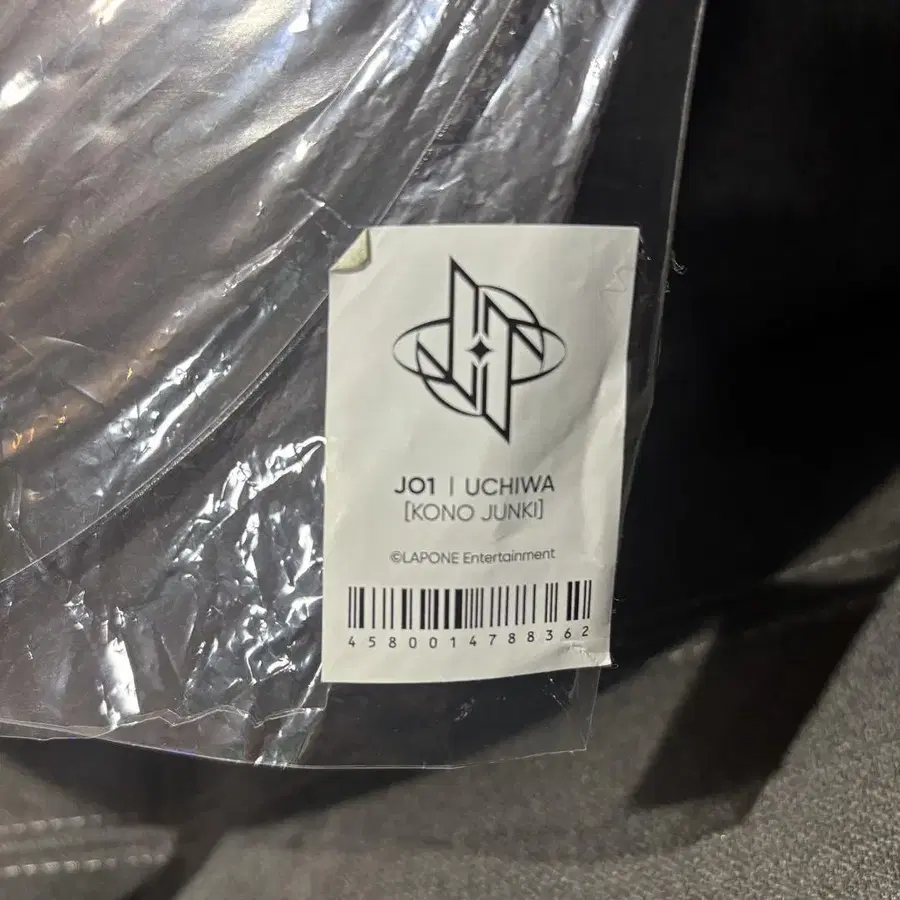 JO1 | UCHIWA
[KONO JUNKI]
©LAPONE Entertainment
4580014788362